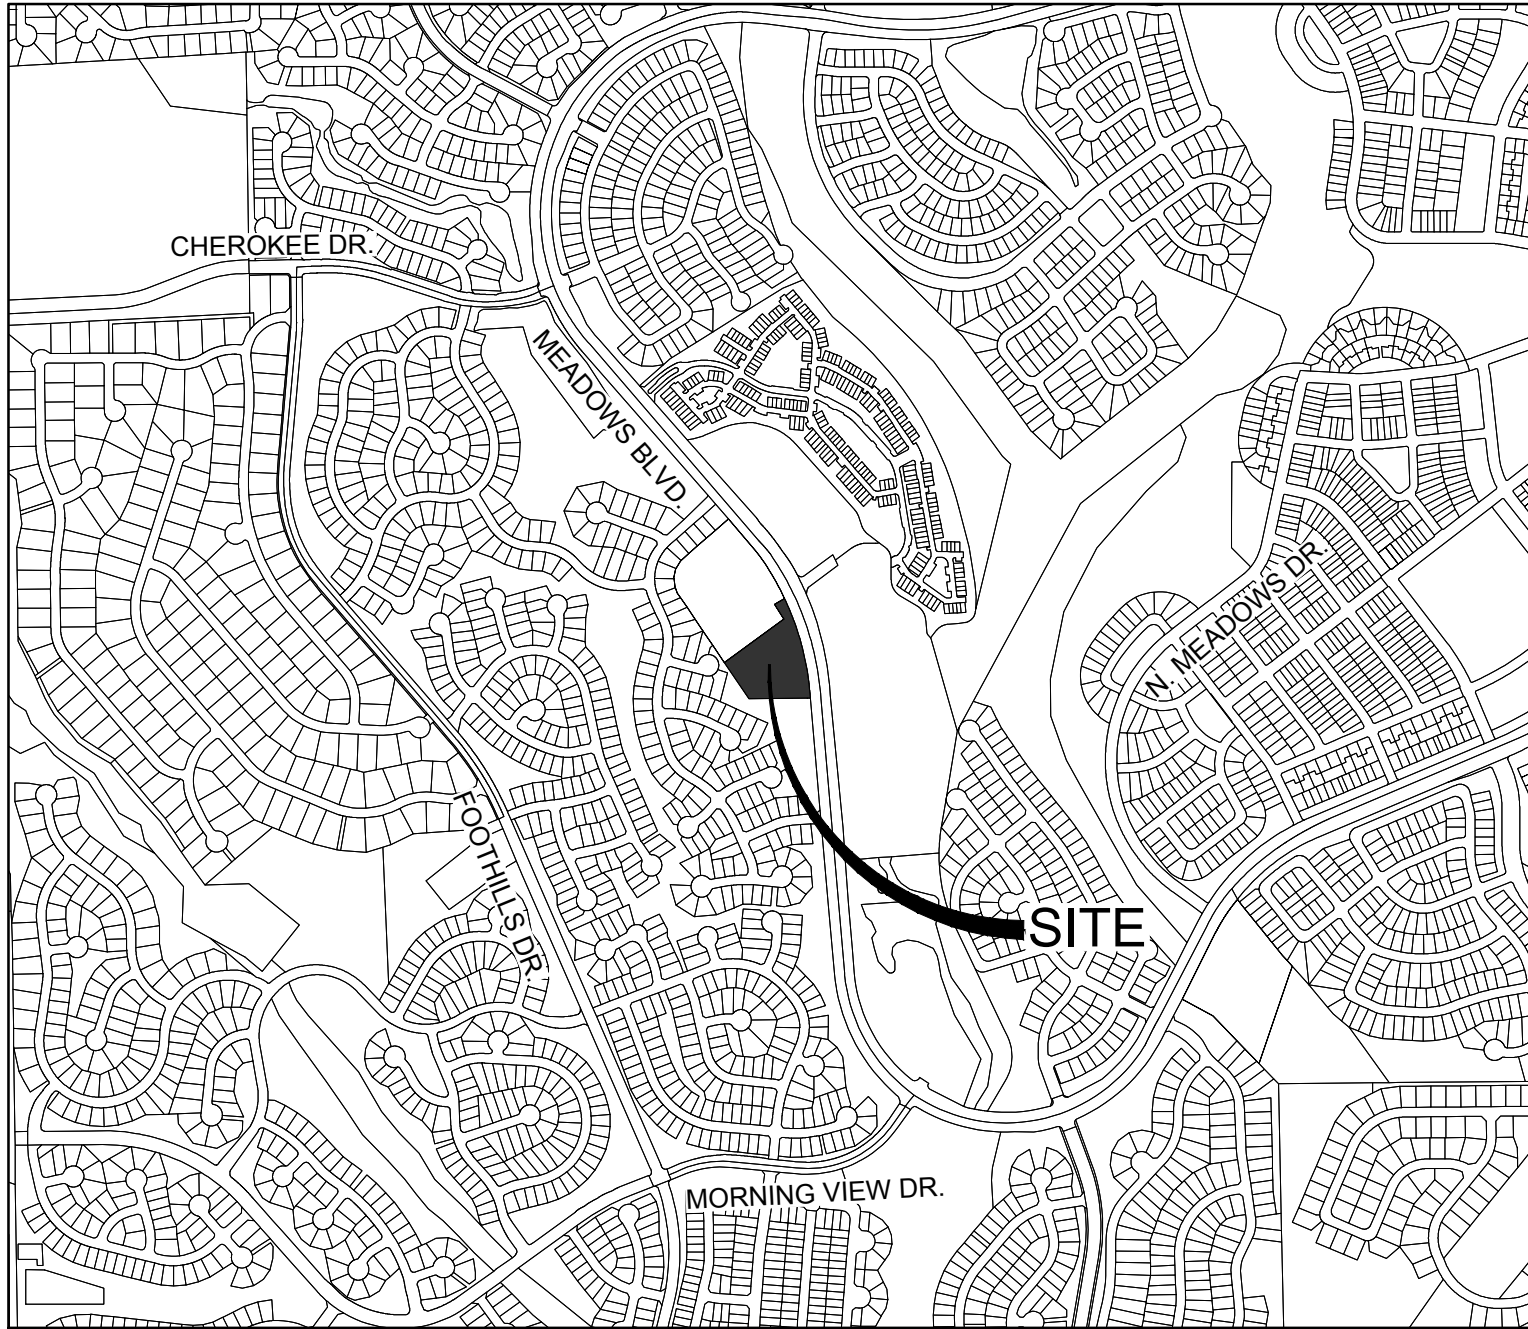 CHEROKEE DR.
MEADOWS BLVD.
N. MEADOWS DR.
FOOTHILLS DR.
SITE
MORNING VIEW DR.